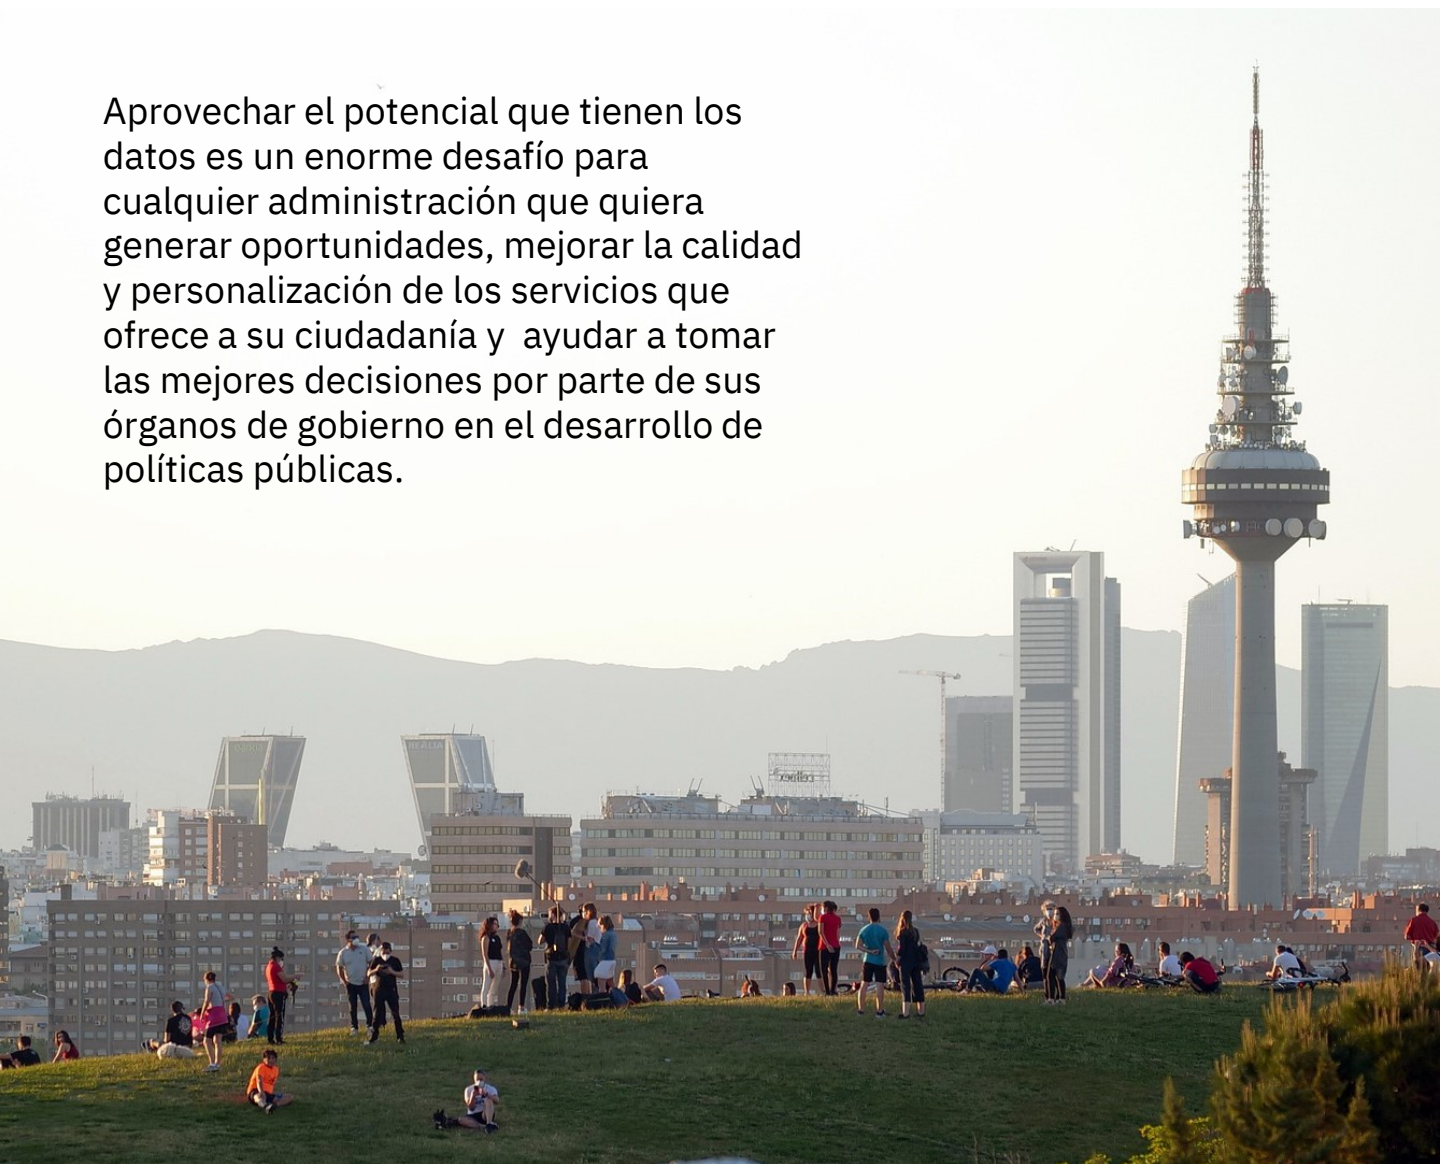 Aprovechar el potencial que tienen los
datos es un enorme desafío para
cualquier administración que quiera
generar oportunidades, mejorar la calidad
y personalización de los servicios que
ofrece a su ciudadanía y  ayudar a tomar
las mejores decisiones por parte de sus
órganos de gobierno en el desarrollo de
políticas públicas.
REALIA